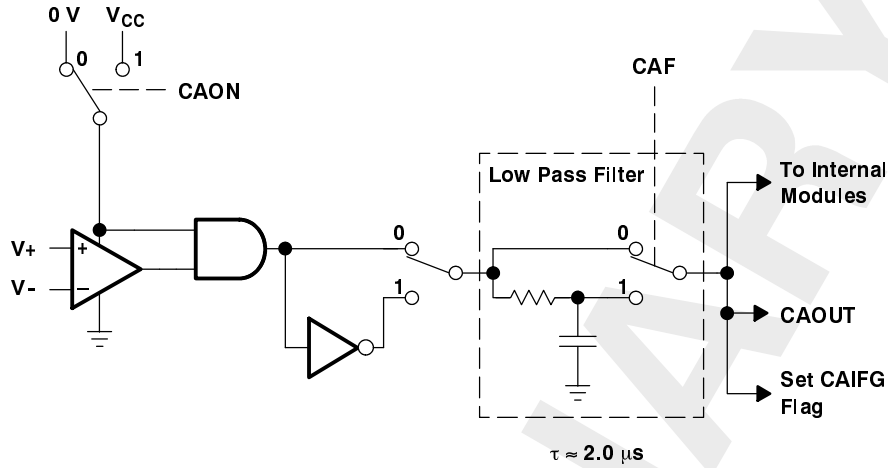 0 V
V_CC
0
1
CAON
CAF
Low Pass Filter
To Internal
Modules
V+
+
V-
−
0
1
0
1
CAOUT
Set CAIFG
Flag
τ ≈ 2.0 μs